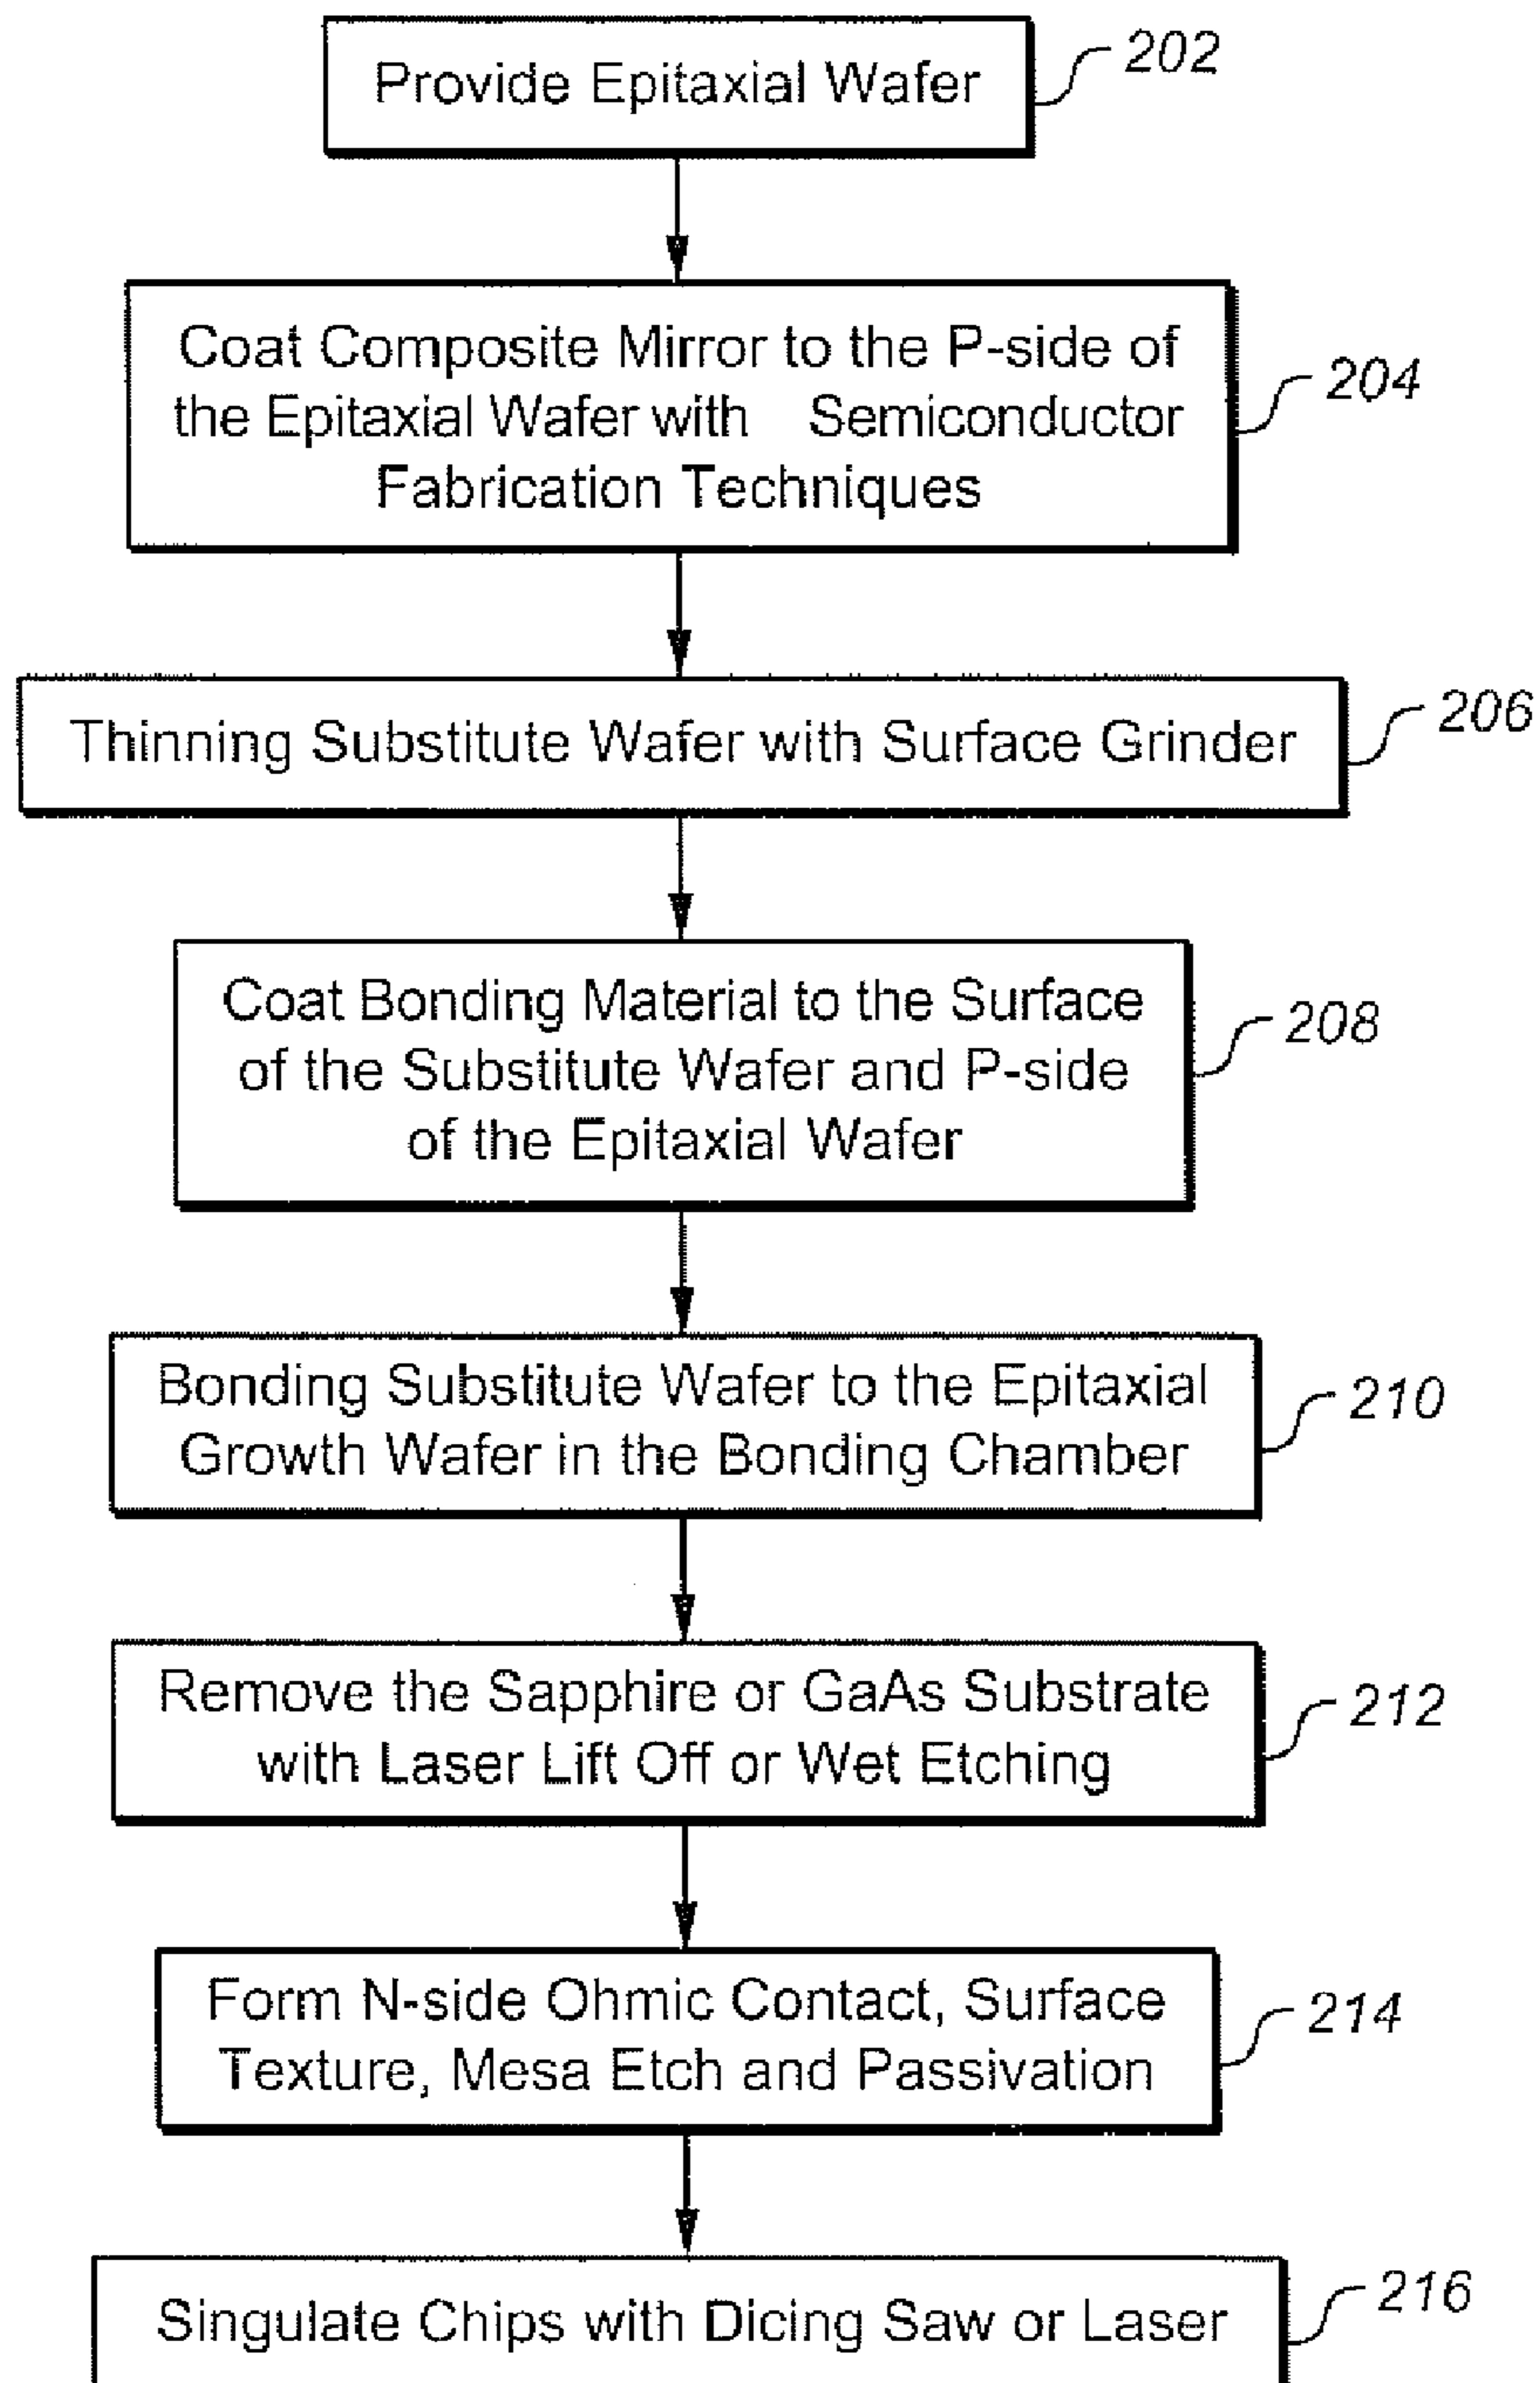 Provide Epitaxial Wafer
202
Coat Composite Mirror to the P-side of
the Epitaxial Wafer with Semiconductor
Fabrication Techniques
204
Thinning Substitute Wafer with Surface Grinder
206
Coat Bonding Material to the Surface
of the Substitute Wafer and P-side
of the Epitaxial Wafer
208
Bonding Substitute Wafer to the Epitaxial
Growth Wafer in the Bonding Chamber
210
Remove the Sapphire or GaAs Substrate
with Laser Lift Off or Wet Etching
212
Form N-side Ohmic Contact, Surface
Texture, Mesa Etch and Passivation
214
Singulate Chips with Dicing Saw or Laser
216